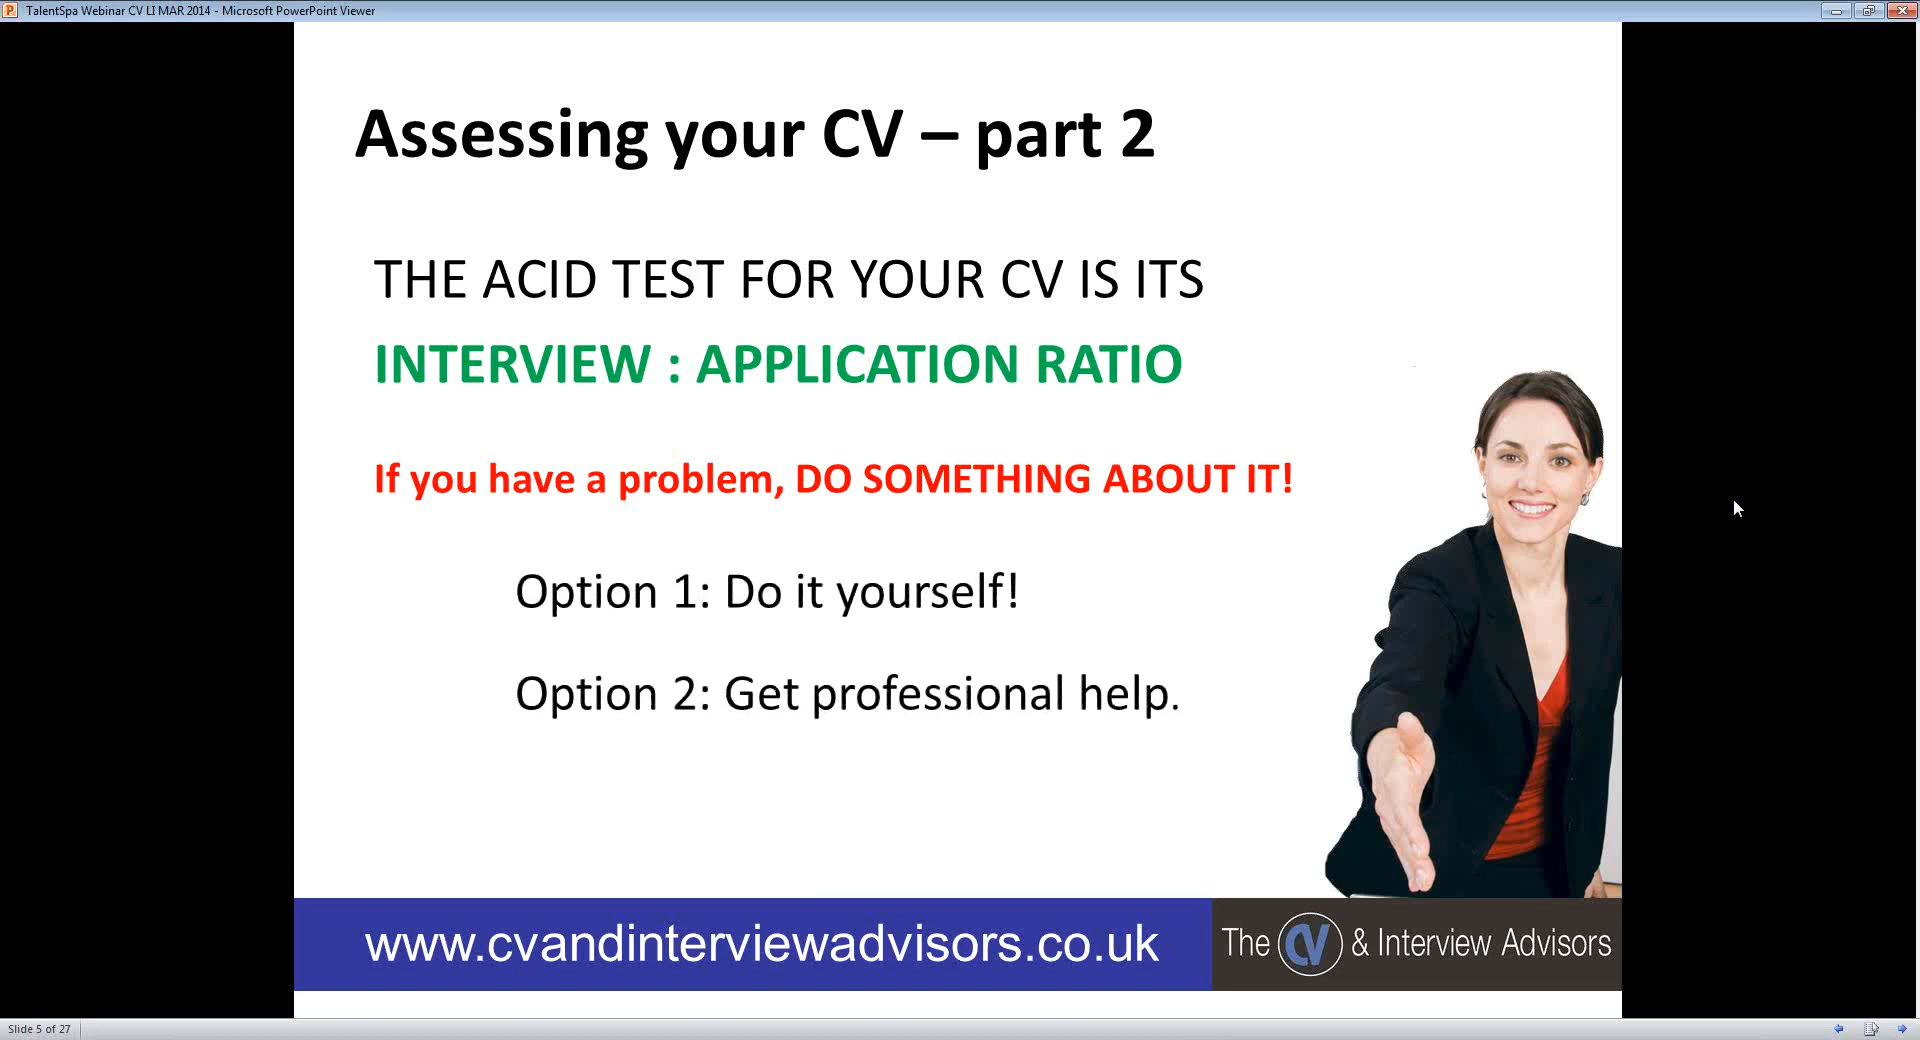 TalentSpa Webinar CV LI MAR 2014 - Microsoft PowerPoint Viewer
Assessing your CV – part 2
THE ACID TEST FOR YOUR CV IS ITS
INTERVIEW : APPLICATION RATIO
If you have a problem, DO SOMETHING ABOUT IT!
Option 1: Do it yourself!
Option 2: Get professional help.
www.cvandinterviewadvisors.co.uk
The CV & Interview Advisors
Slide 5 of 27